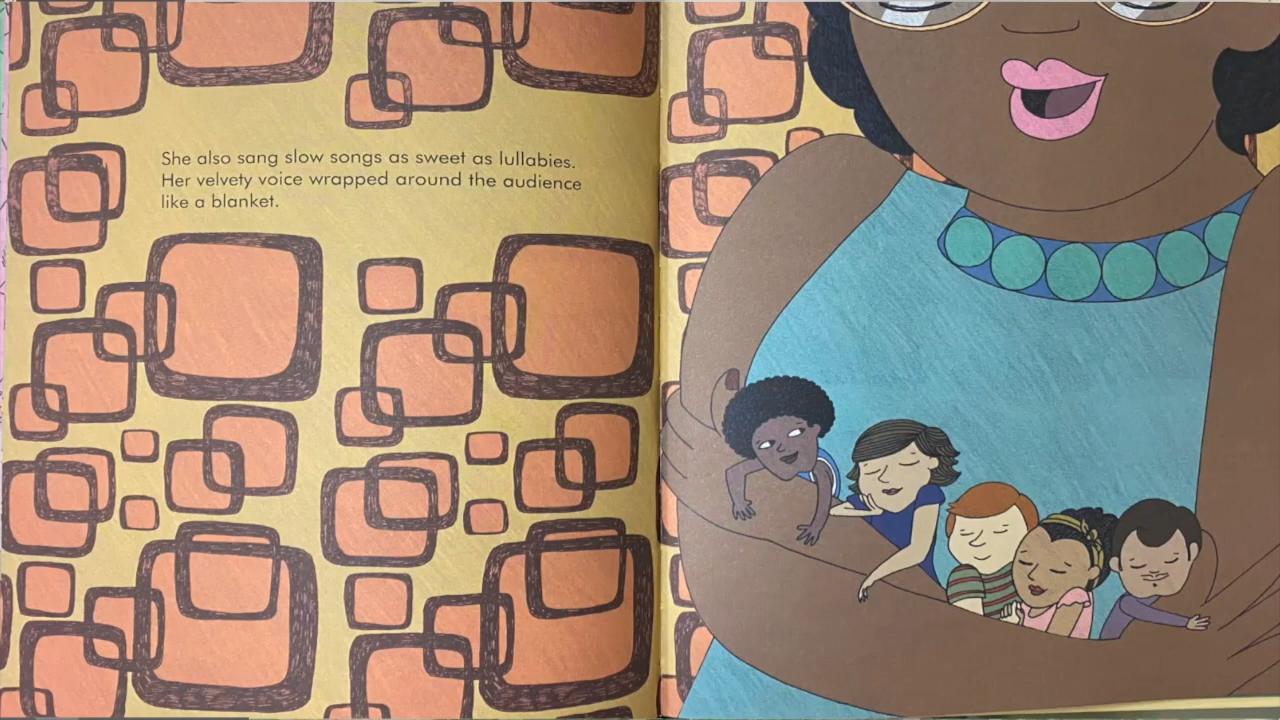 She also sang slow songs as sweet as lullabies.
Her velvety voice wrapped around the audience
like a blanket.